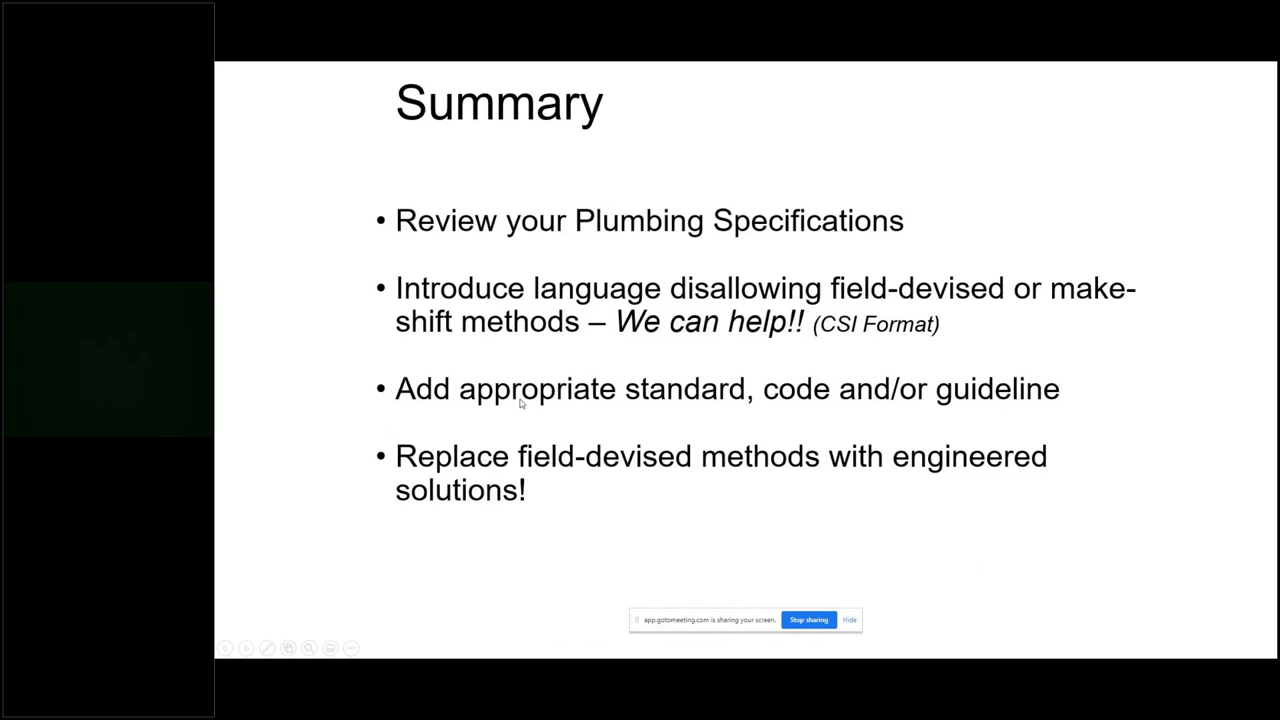 Summary
• Review your Plumbing Specifications
• Introduce language disallowing field-devised or make-
shift methods – We can help!! (CSI Format)
• Add appropriate standard, code and/or guideline
• Replace field-devised methods with engineered
solutions!
app.gotomeeting.com is sharing your screen. Stop sharing Hide